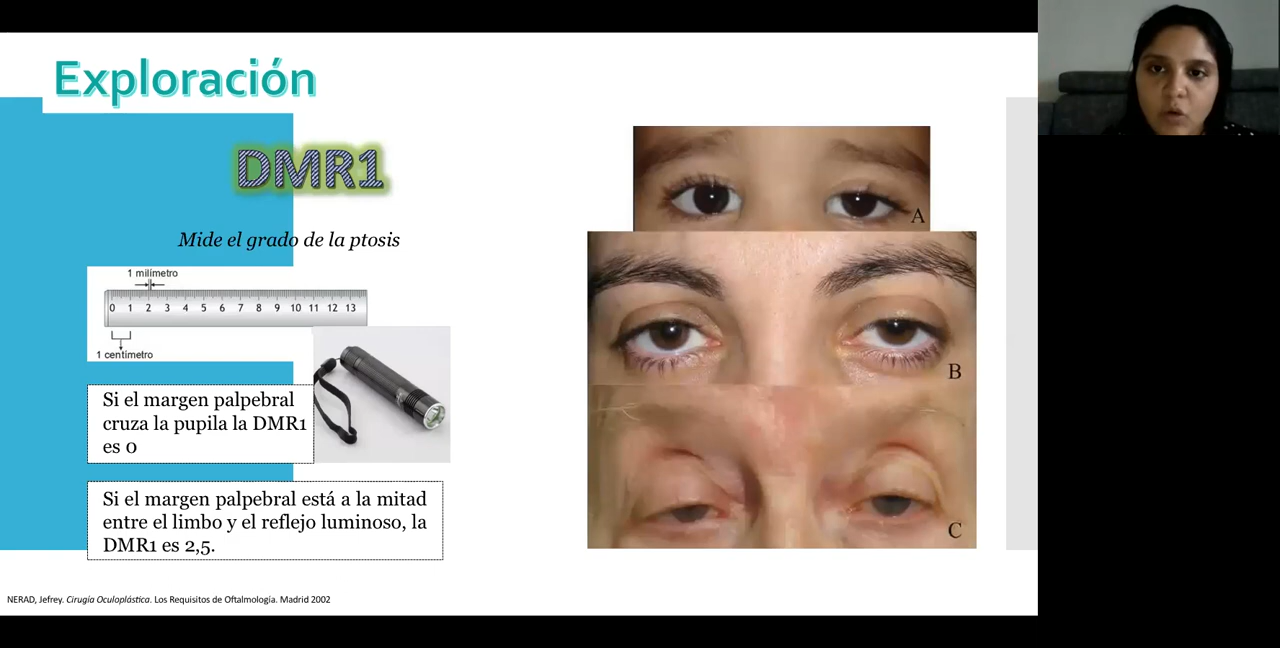 Exploración
DMR1
Mide el grado de la ptosis
1 milímetro
0 1 2 3 4 5 6 7 8 9 10 11 12 13
1 centímetro
Si el margen palpebral
cruza la pupila la DMR1
es 0
Si el margen palpebral está a la mitad
entre el limbo y el reflejo luminoso, la
DMR1 es 2,5.
A
B
C
NERAD, Jefrey. Cirugía Oculoplástica. Los Requisitos de Oftalmología. Madrid 2002